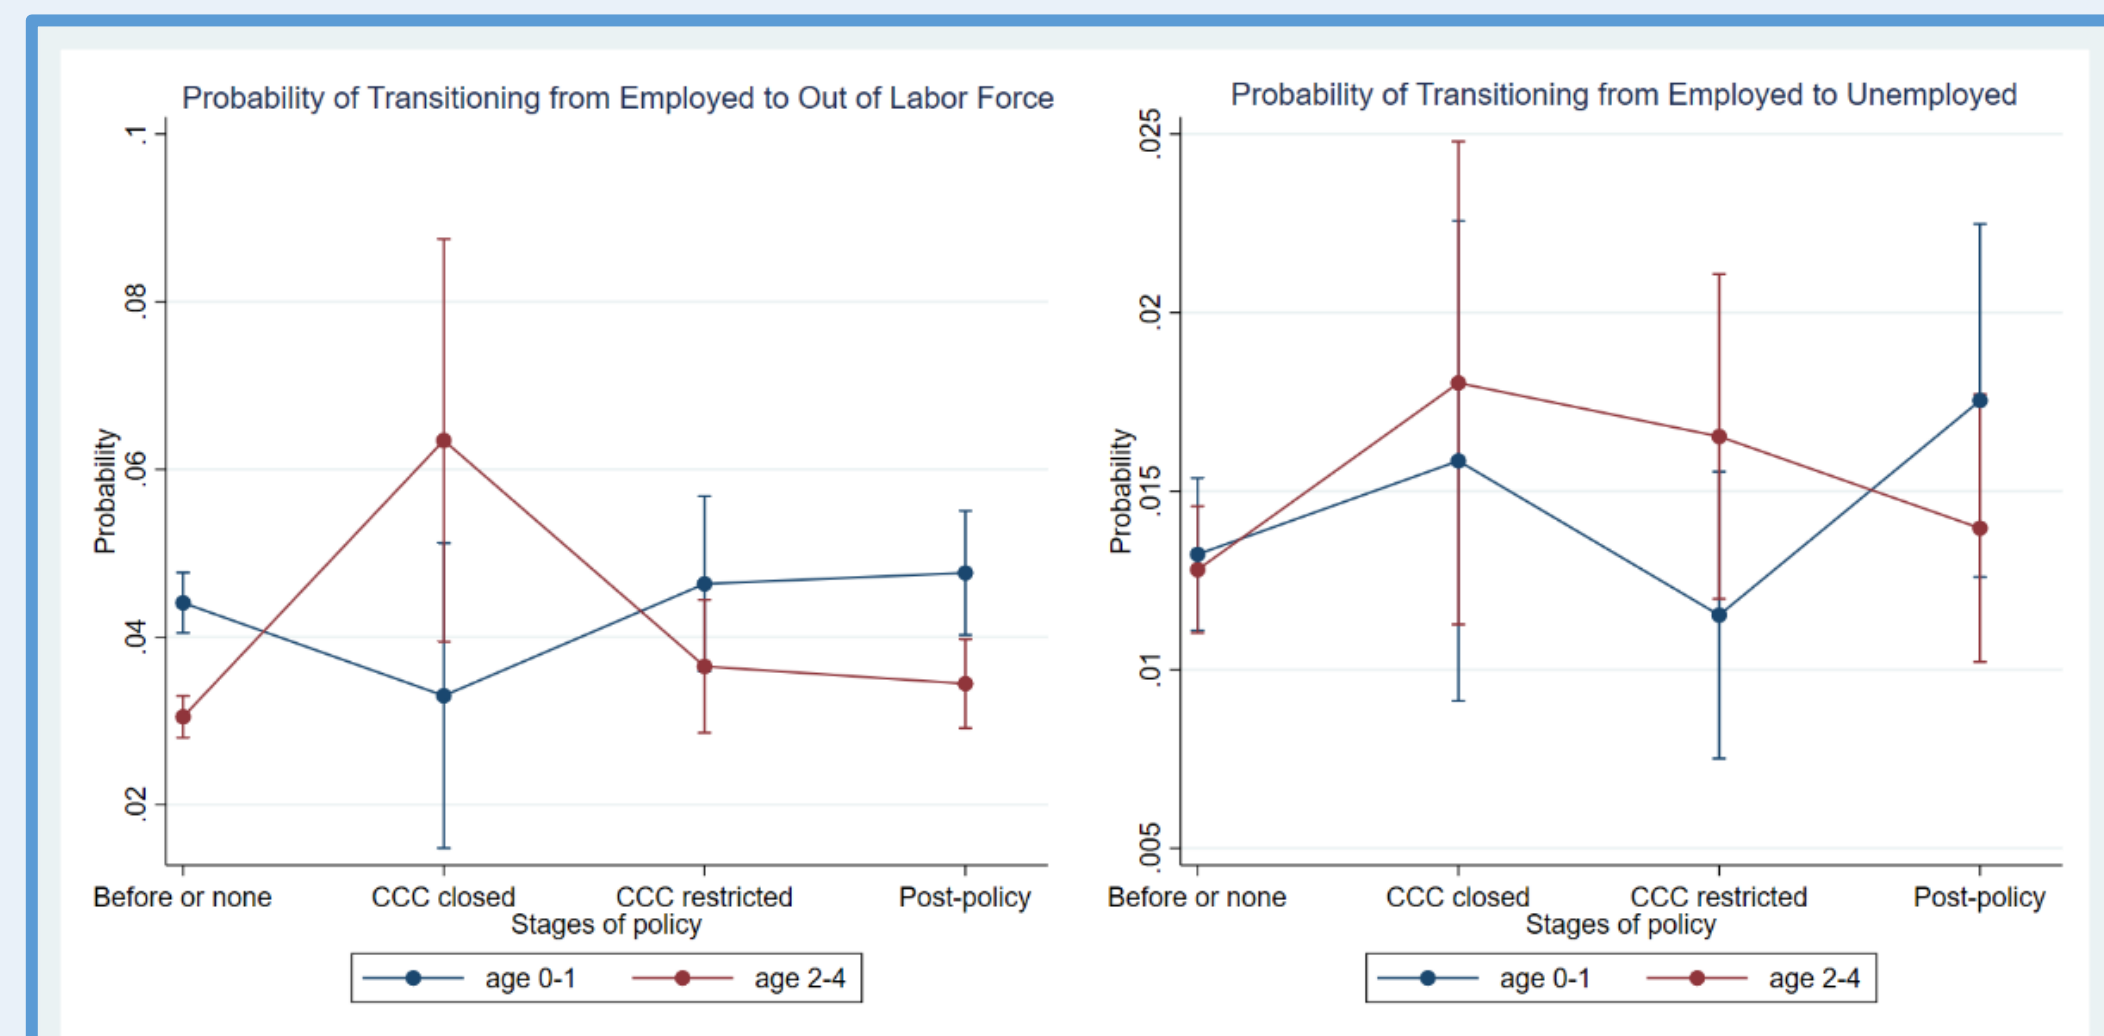 Probability of Transitioning from Employed to Out of Labor Force
.1
.08
.06
.04
.02
Probability
Before or none CCC closed CCC restricted Post-policy
Stages of policy
age 0-1 age 2-4
Probability of Transitioning from Employed to Unemployed
.025
.02
.015
.01
.005
Probability
Before or none CCC closed CCC restricted Post-policy
Stages of policy
age 0-1 age 2-4